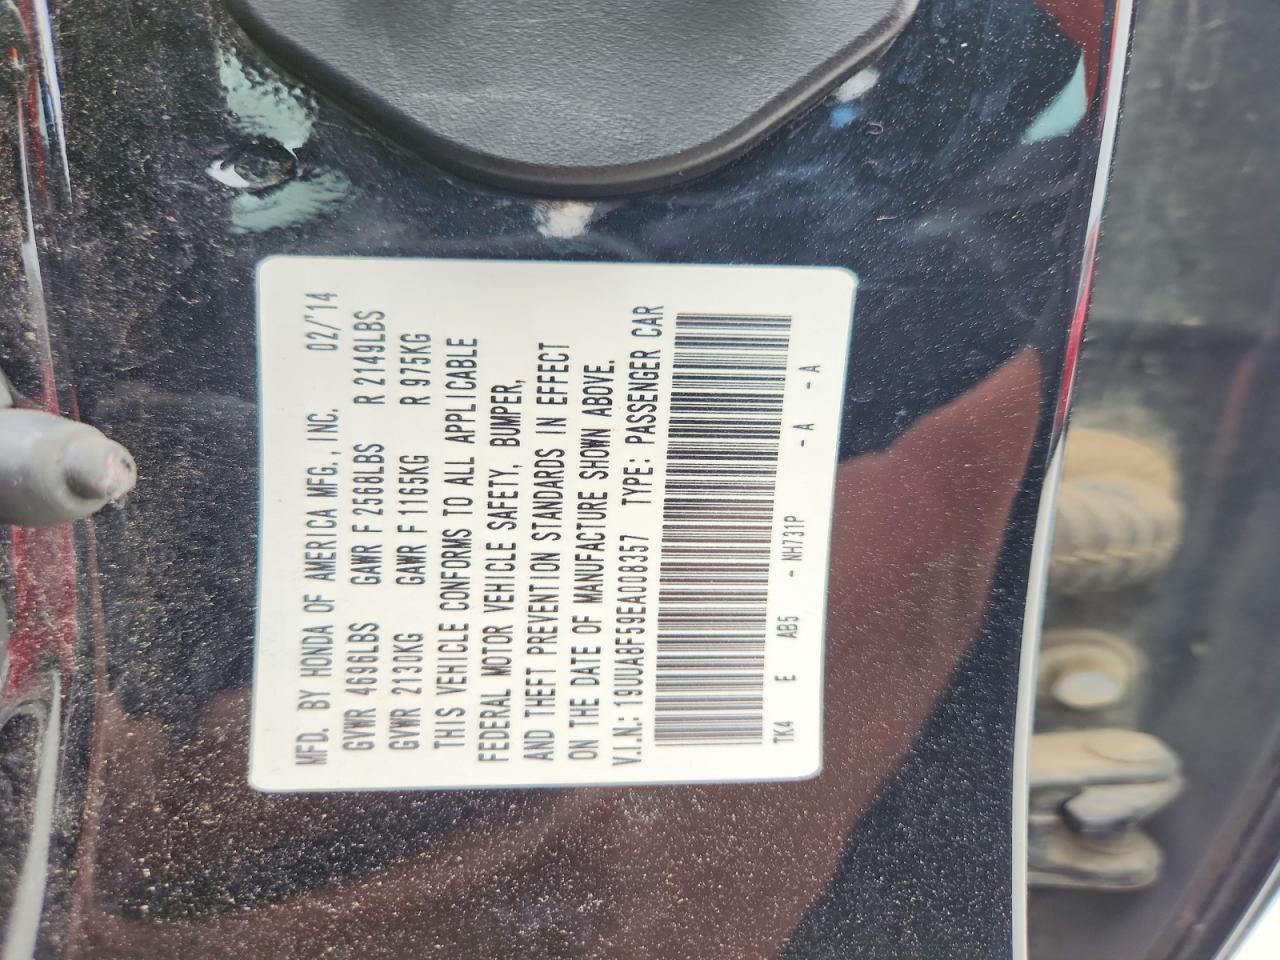 MFD. BY HONDA OF AMERICA MFG., INC. 02/'14
GVWR 4696LBS GAWR F 2568LBS R 2149LBS
GVWR 2130KG GAWR F 1165KG R 975KG
THIS VEHICLE CONFORMS TO ALL APPLICABLE
FEDERAL MOTOR VEHICLE SAFETY, BUMPER,
AND THEFT PREVENTION STANDARDS IN EFFECT
ON THE DATE OF MANUFACTURE SHOWN ABOVE.
V.I.N.: 19UUA8F59EA008357 TYPE: PASSENGER CAR
TK4 E AB5 - NH731P - A - A